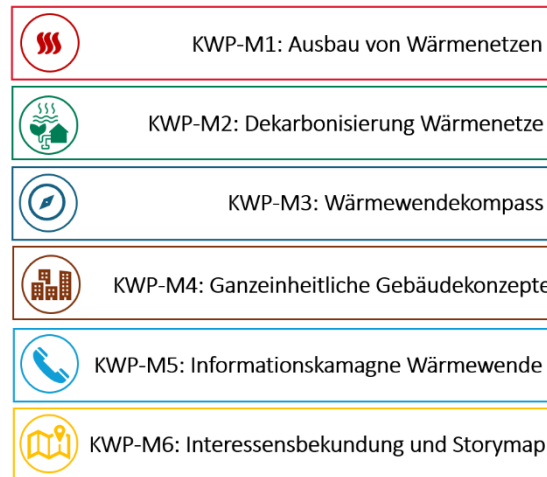 KWP-M1: Ausbau von Wärmenetzen
KWP-M2: Dekarbonisierung Wärmenetze
KWP-M3: Wärmewendekompass
KWP-M4: Ganzeinheitliche Gebäudekonzepte
KWP-M5: Informationskamagne Wärmewende
KWP-M6: Interessensbekundung und Storymap